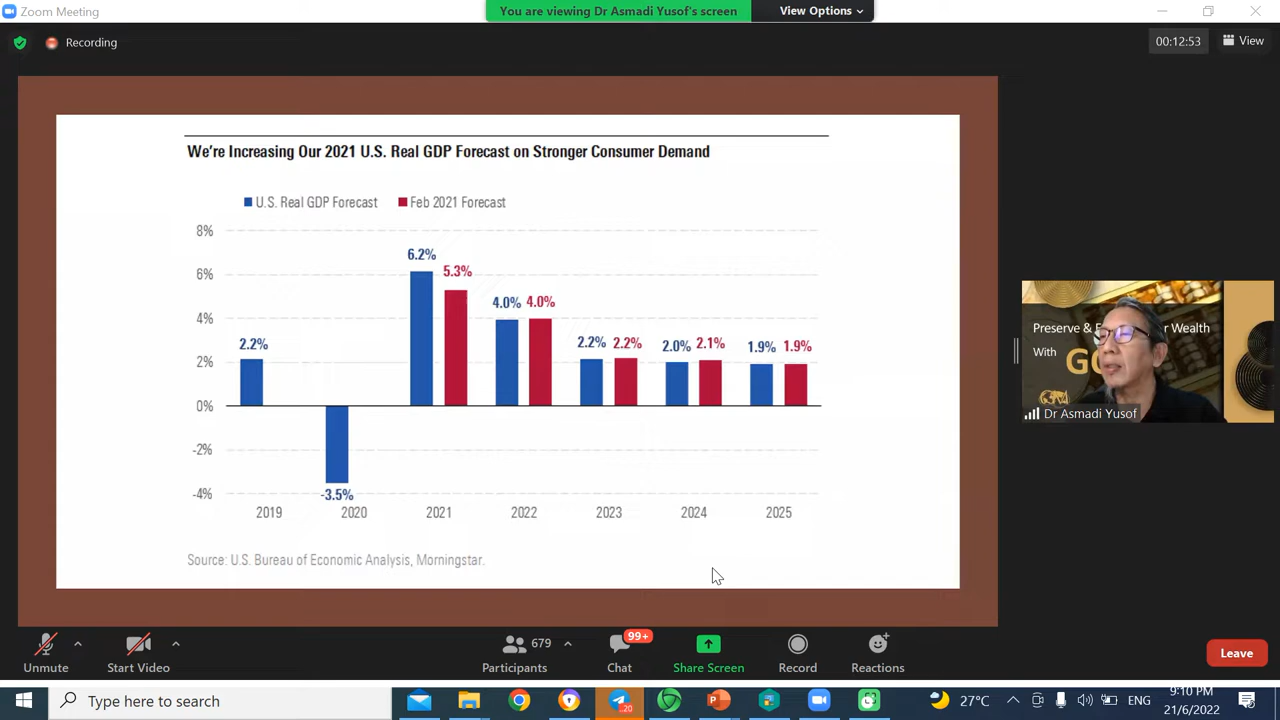 Zoom Meeting
You are viewing Dr Asmadi Yusof's screen
View Options
Recording
00:12:53
View
We're Increasing Our 2021 U.S. Real GDP Forecast on Stronger Consumer Demand
U.S. Real GDP Forecast
Feb 2021 Forecast
8%
6%
4%
2%
0%
-2%
-4%
2.2%
-3.5%
6.2%
5.3%
4.0%
4.0%
2.2%
2.2%
2.0%
2.1%
1.9%
1.9%
2019
2020
2021
2022
2023
2024
2025
Source: U.S. Bureau of Economic Analysis, Morningstar.
Preserve & Wealth
With
Dr Asmadi Yusof
Unmute
Start Video
679
Participants
99+
Chat
Share Screen
Record
Reactions
Leave
Type here to search
20
27°C
ENG
9:10 PM
21/6/2022